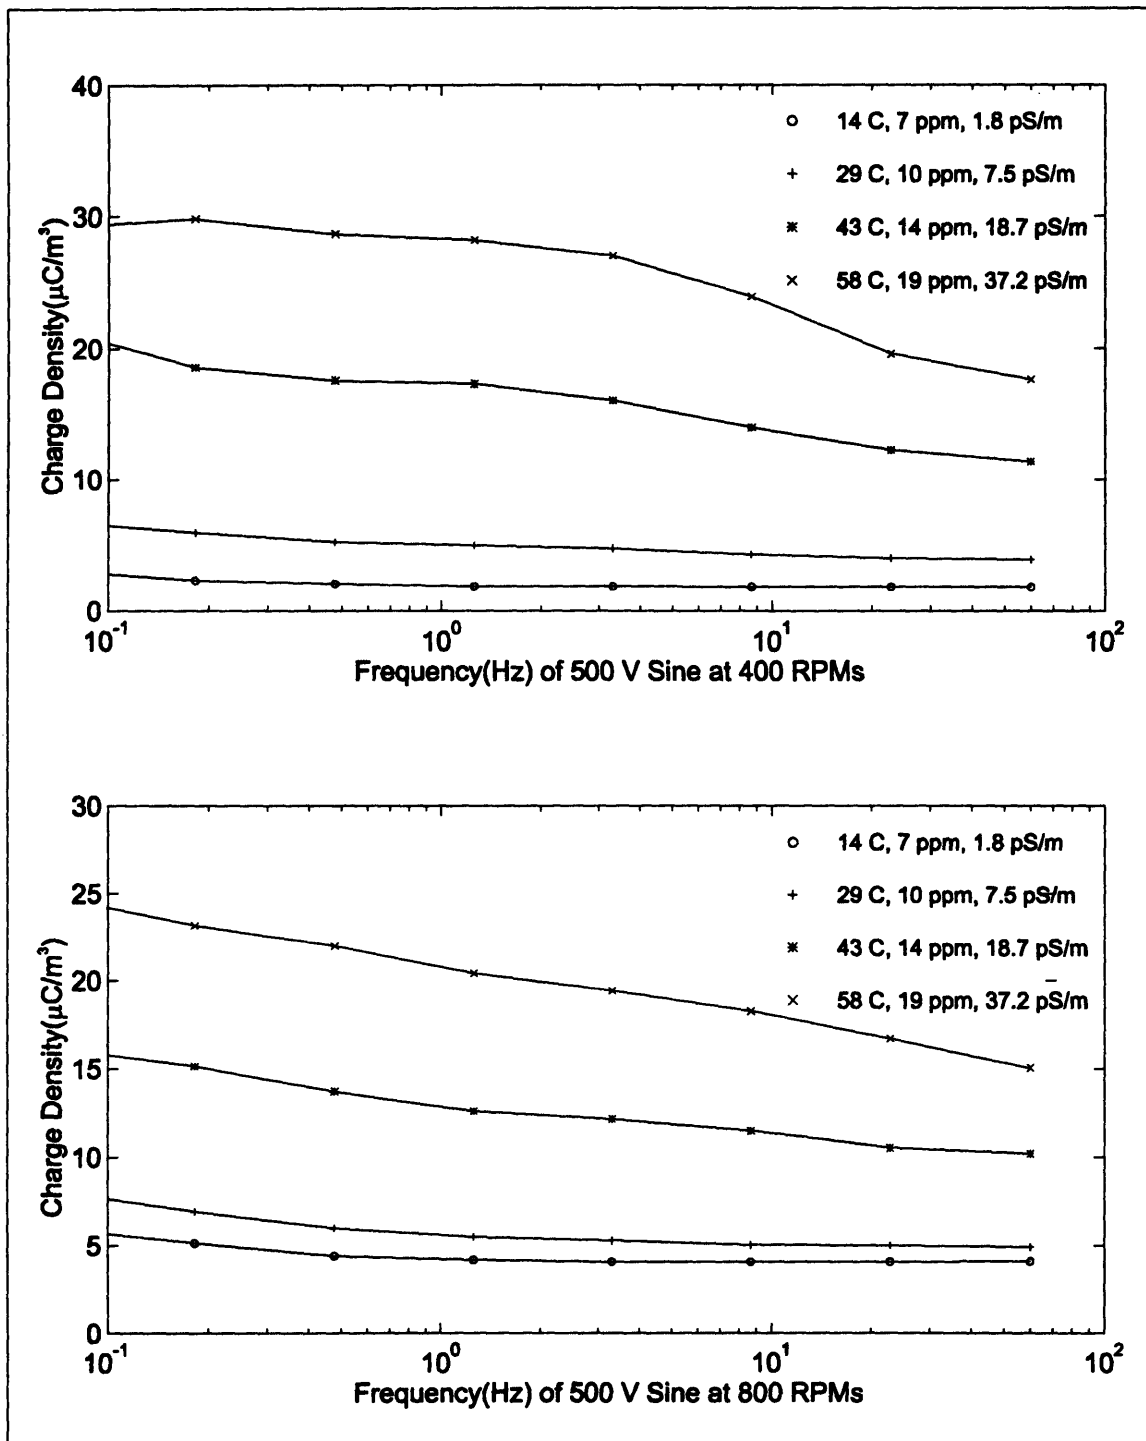 40
30
20
10
0
Charge Density(μC/m³)
14 C, 7 ppm, 1.8 pS/m
29 C, 10 ppm, 7.5 pS/m
43 C, 14 ppm, 18.7 pS/m
58 C, 19 ppm, 37.2 pS/m
10⁻¹ 10⁰ 10¹ 10²
Frequency(Hz) of 500 V Sine at 400 RPMs
30
25
20
15
10
5
0
Charge Density(μC/m³)
14 C, 7 ppm, 1.8 pS/m
29 C, 10 ppm, 7.5 pS/m
43 C, 14 ppm, 18.7 pS/m
58 C, 19 ppm, 37.2 pS/m
10⁻¹ 10⁰ 10¹ 10²
Frequency(Hz) of 500 V Sine at 800 RPMs